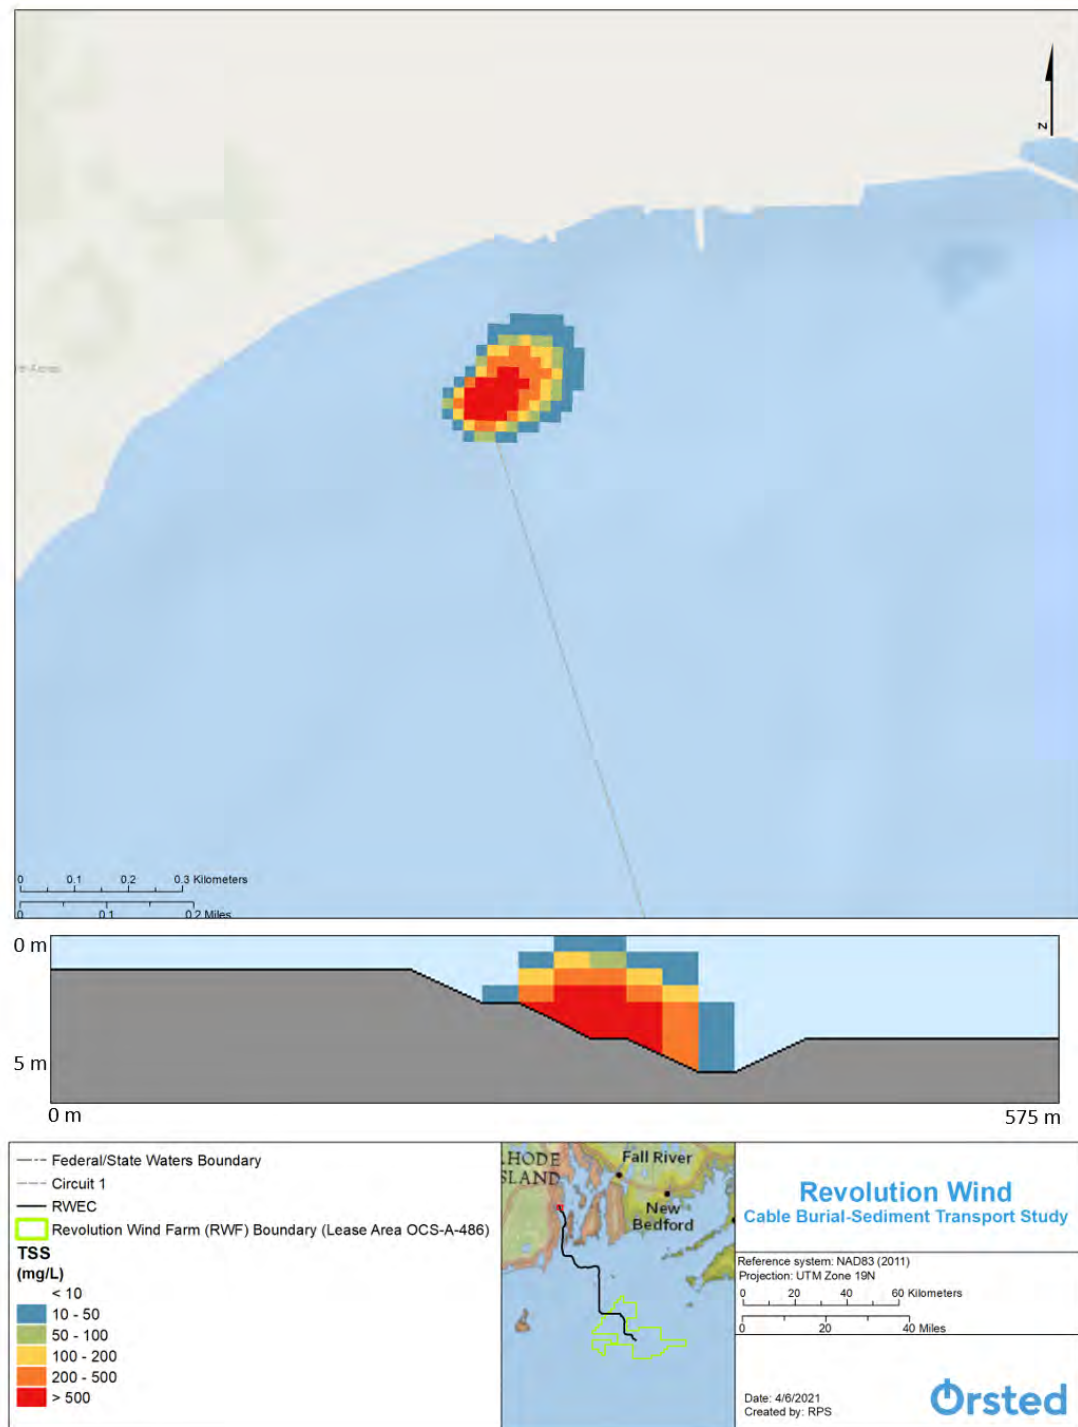 N
0 0.1 0.2 0.3 Kilometers
0 0.1 0.2 Miles
0 m
5 m
0 m 575 m
Federal/State Waters Boundary
Circuit 1
RWEC
Revolution Wind Farm (RWF) Boundary (Lease Area OCS-A-486)
TSS
(mg/L)
< 10
10 - 50
50 - 100
100 - 200
200 - 500
> 500
RHODE
ISLAND
Fall River
New
Bedford
Revolution Wind
Cable Burial-Sediment Transport Study
Reference system: NAD83 (2011)
Projection: UTM Zone 19N
0 20 40 60 Kilometers
0 20 40 Miles
Date: 4/6/2021
Created by: RPS
Ørsted